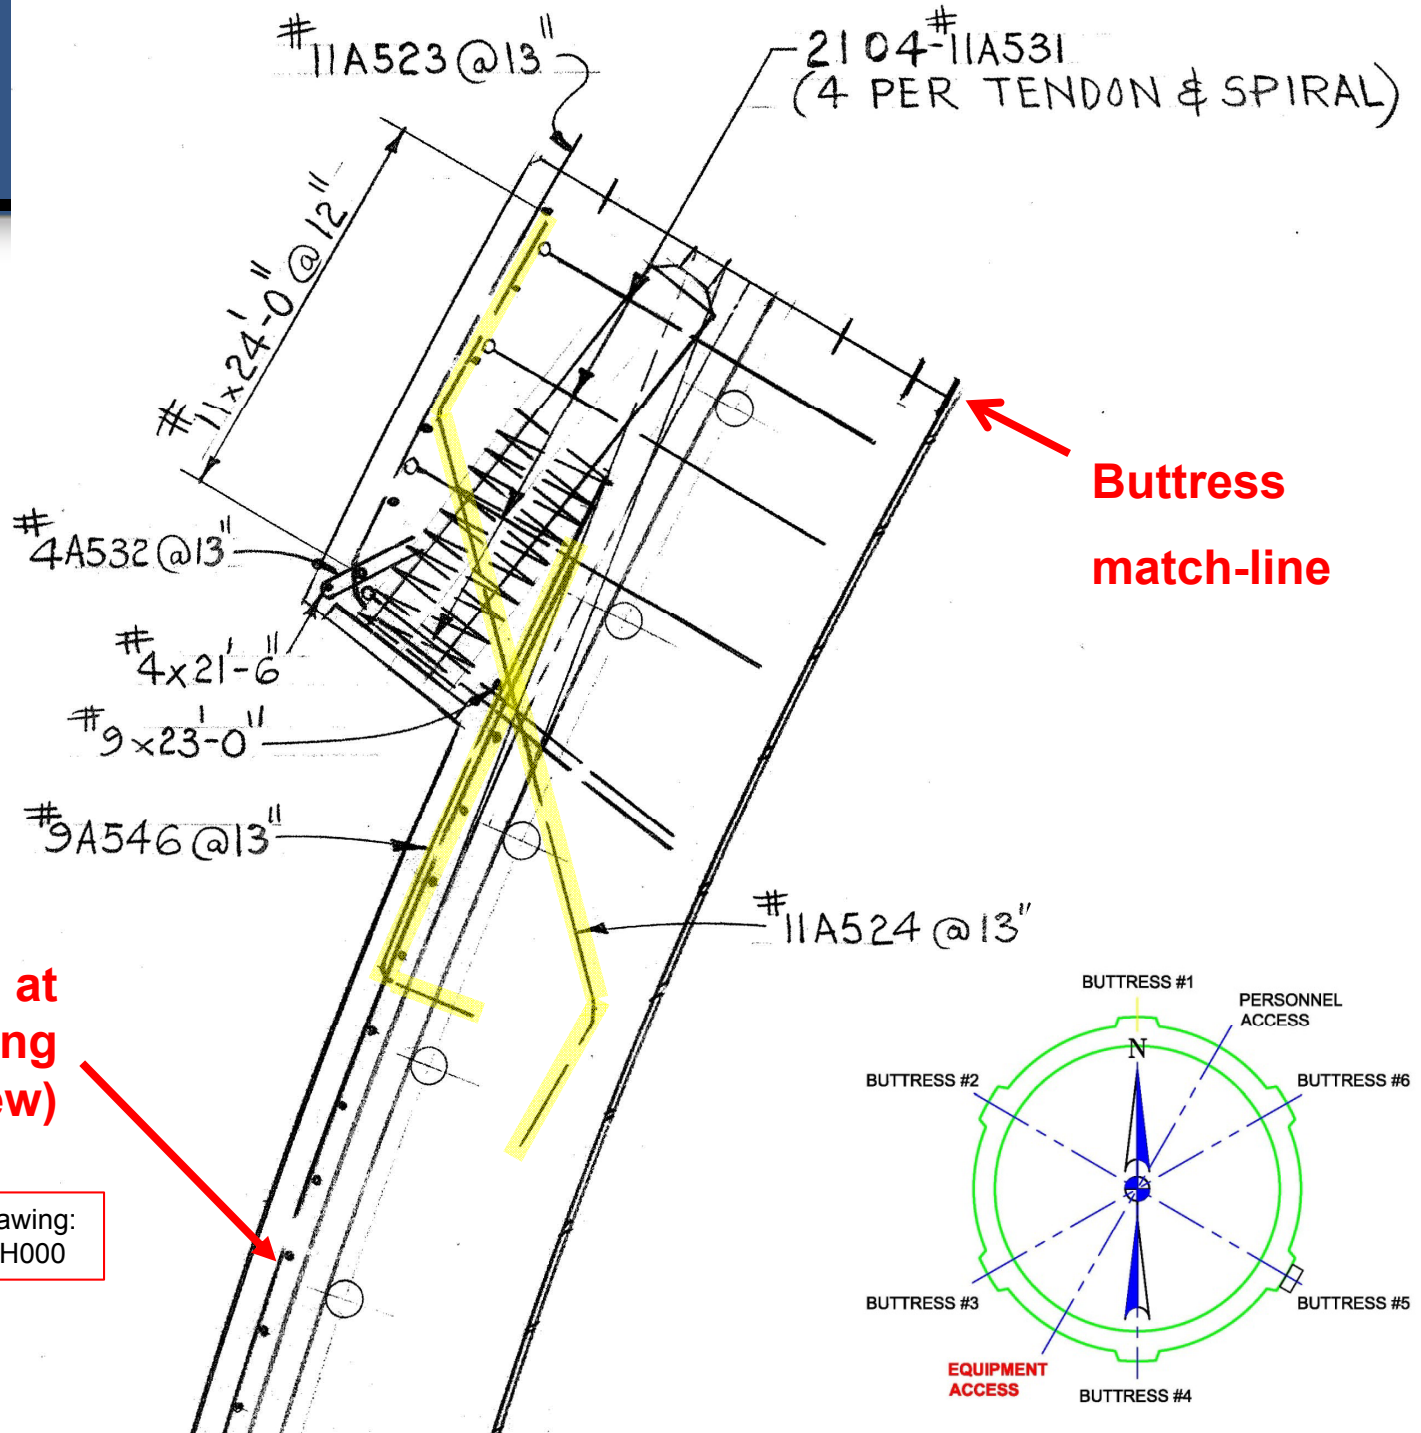 #11A523@13"
2104-#11A531
(4 PER TENDON & SPIRAL)
#11x24'-0"@12"
Buttress
match-line
#4A532@13"
#4x21'-6"
#9x23'-0"
#9A546@13"
#11A524@13"
at
ing
ew)
awing:
H000
BUTTRESS #1
PERSONNEL
ACCESS
N
BUTTRESS #2
BUTTRESS #6
BUTTRESS #3
BUTTRESS #5
EQUIPMENT
ACCESS
BUTTRESS #4